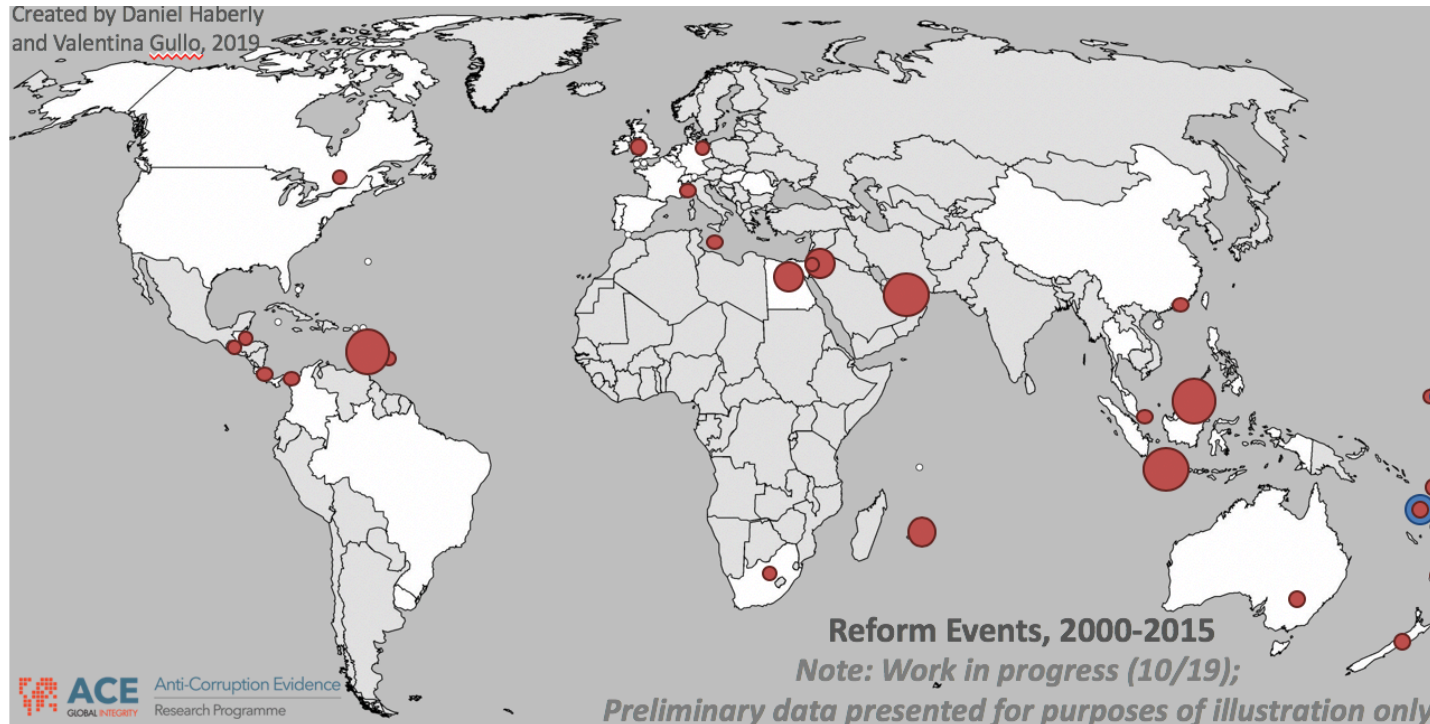 Created by Daniel Haberly
and Valentina Gullo, 2019
Reform Events, 2000-2015
Note: Work in progress (10/19);
Preliminary data presented for purposes of illustration only
ACE
GLOBAL INTEGRITY
Anti-Corruption Evidence
Research Programme